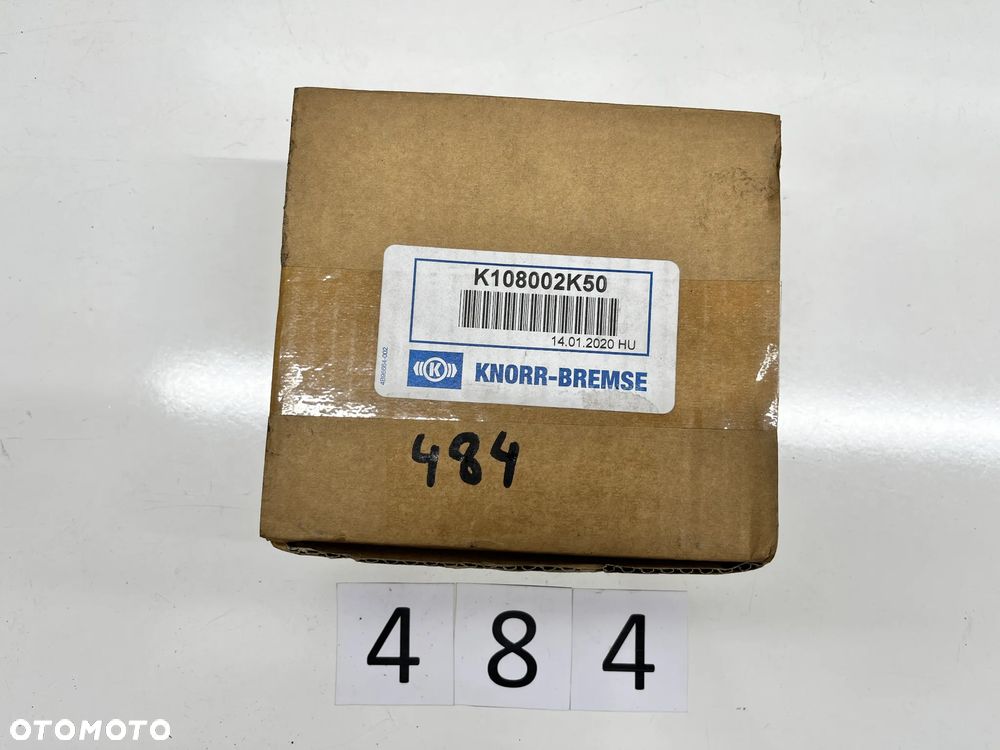 K108002K50
14.01.2020 HU
KNORR-BREMSE
484
4 8 4
OTOMOTO